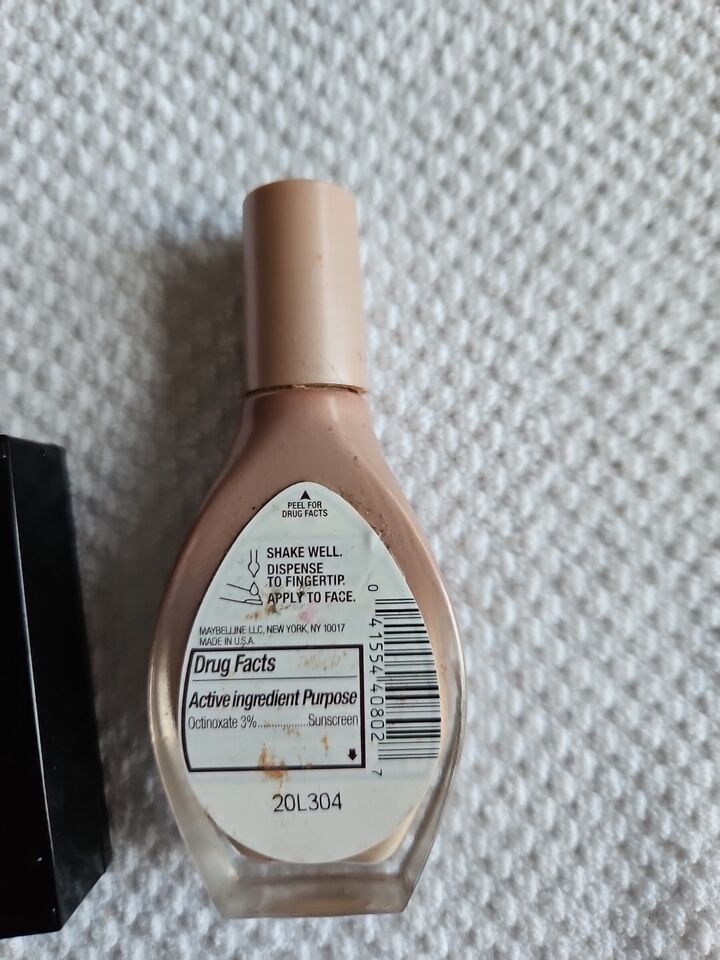 PEEL FOR
DRUG FACTS
SHAKE WELL.
DISPENSE
TO FINGERTIP.
APPLY TO FACE.
MAYBELLINE LLC, NEW YORK, NY 10017
MADE IN U.S.A.
Drug Facts
Active ingredient Purpose
Octinoxate 3%................Sunscreen
20L304
0 41554 40802 7